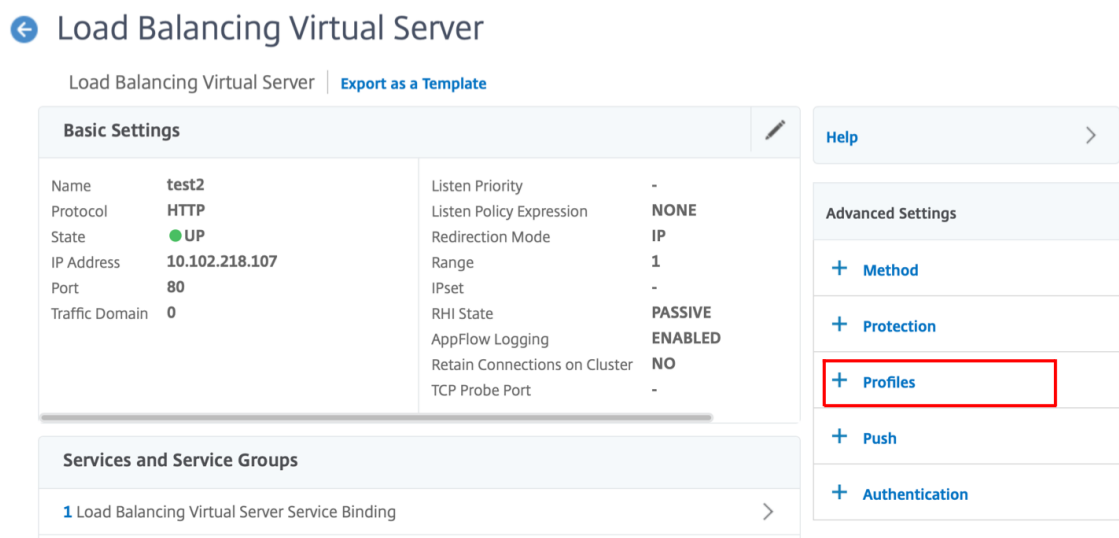 Load Balancing Virtual Server
Load Balancing Virtual Server Export as a Template
Basic Settings
Name test2
Protocol HTTP
State UP
IP Address 10.102.218.107
Port 80
Traffic Domain 0
Listen Priority -
Listen Policy Expression NONE
Redirection Mode IP
Range 1
IPset -
RHI State PASSIVE
AppFlow Logging ENABLED
Retain Connections on Cluster NO
TCP Probe Port -
Services and Service Groups
1 Load Balancing Virtual Server Service Binding
Help
Advanced Settings
+ Method
+ Protection
+ Profiles
+ Push
+ Authentication